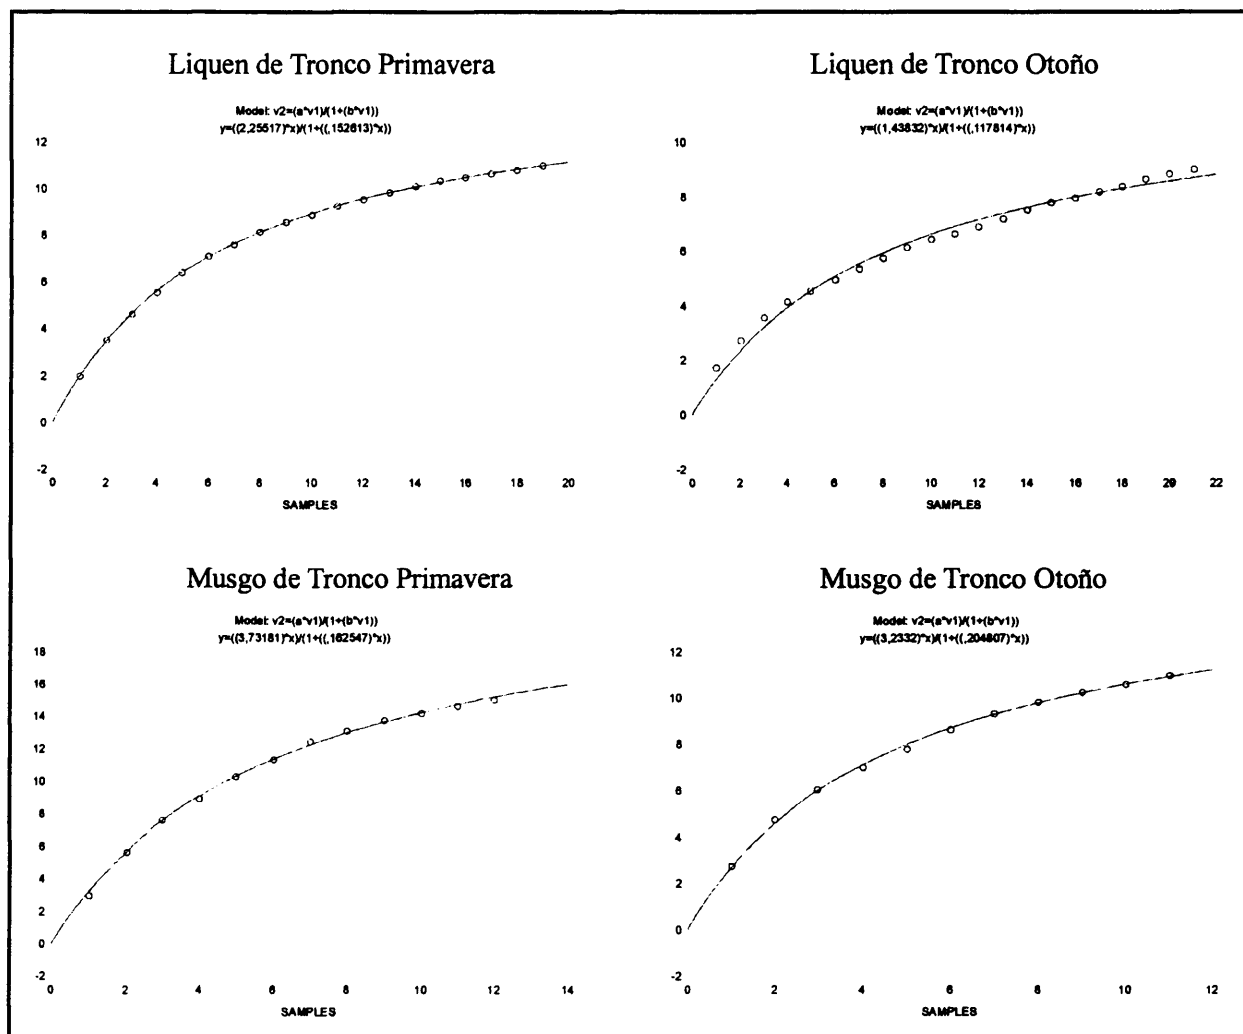 Liquen de Tronco Primavera
Model: v2=(a*v1)/(1+(b*v1))
y=((2,25517)*x)/(1+((,152613)*x))
12
10
8
6
4
2
0
-2
0 2 4 6 8 10 12 14 16 18 20
SAMPLES
Liquen de Tronco Otoño
Model: v2=(a*v1)/(1+(b*v1))
y=((1,43832)*x)/(1+((,117814)*x))
10
8
6
4
2
0
-2
0 2 4 6 8 10 12 14 16 18 20 22
SAMPLES
Musgo de Tronco Primavera
Model: v2=(a*v1)/(1+(b*v1))
y=((3,73181)*x)/(1+((,162547)*x))
18
16
14
12
10
8
6
4
2
0
-2
0 2 4 6 8 10 12 14
SAMPLES
Musgo de Tronco Otoño
Model: v2=(a*v1)/(1+(b*v1))
y=((3,2332)*x)/(1+((,204807)*x))
12
10
8
6
4
2
0
-2
0 2 4 6 8 10 12
SAMPLES